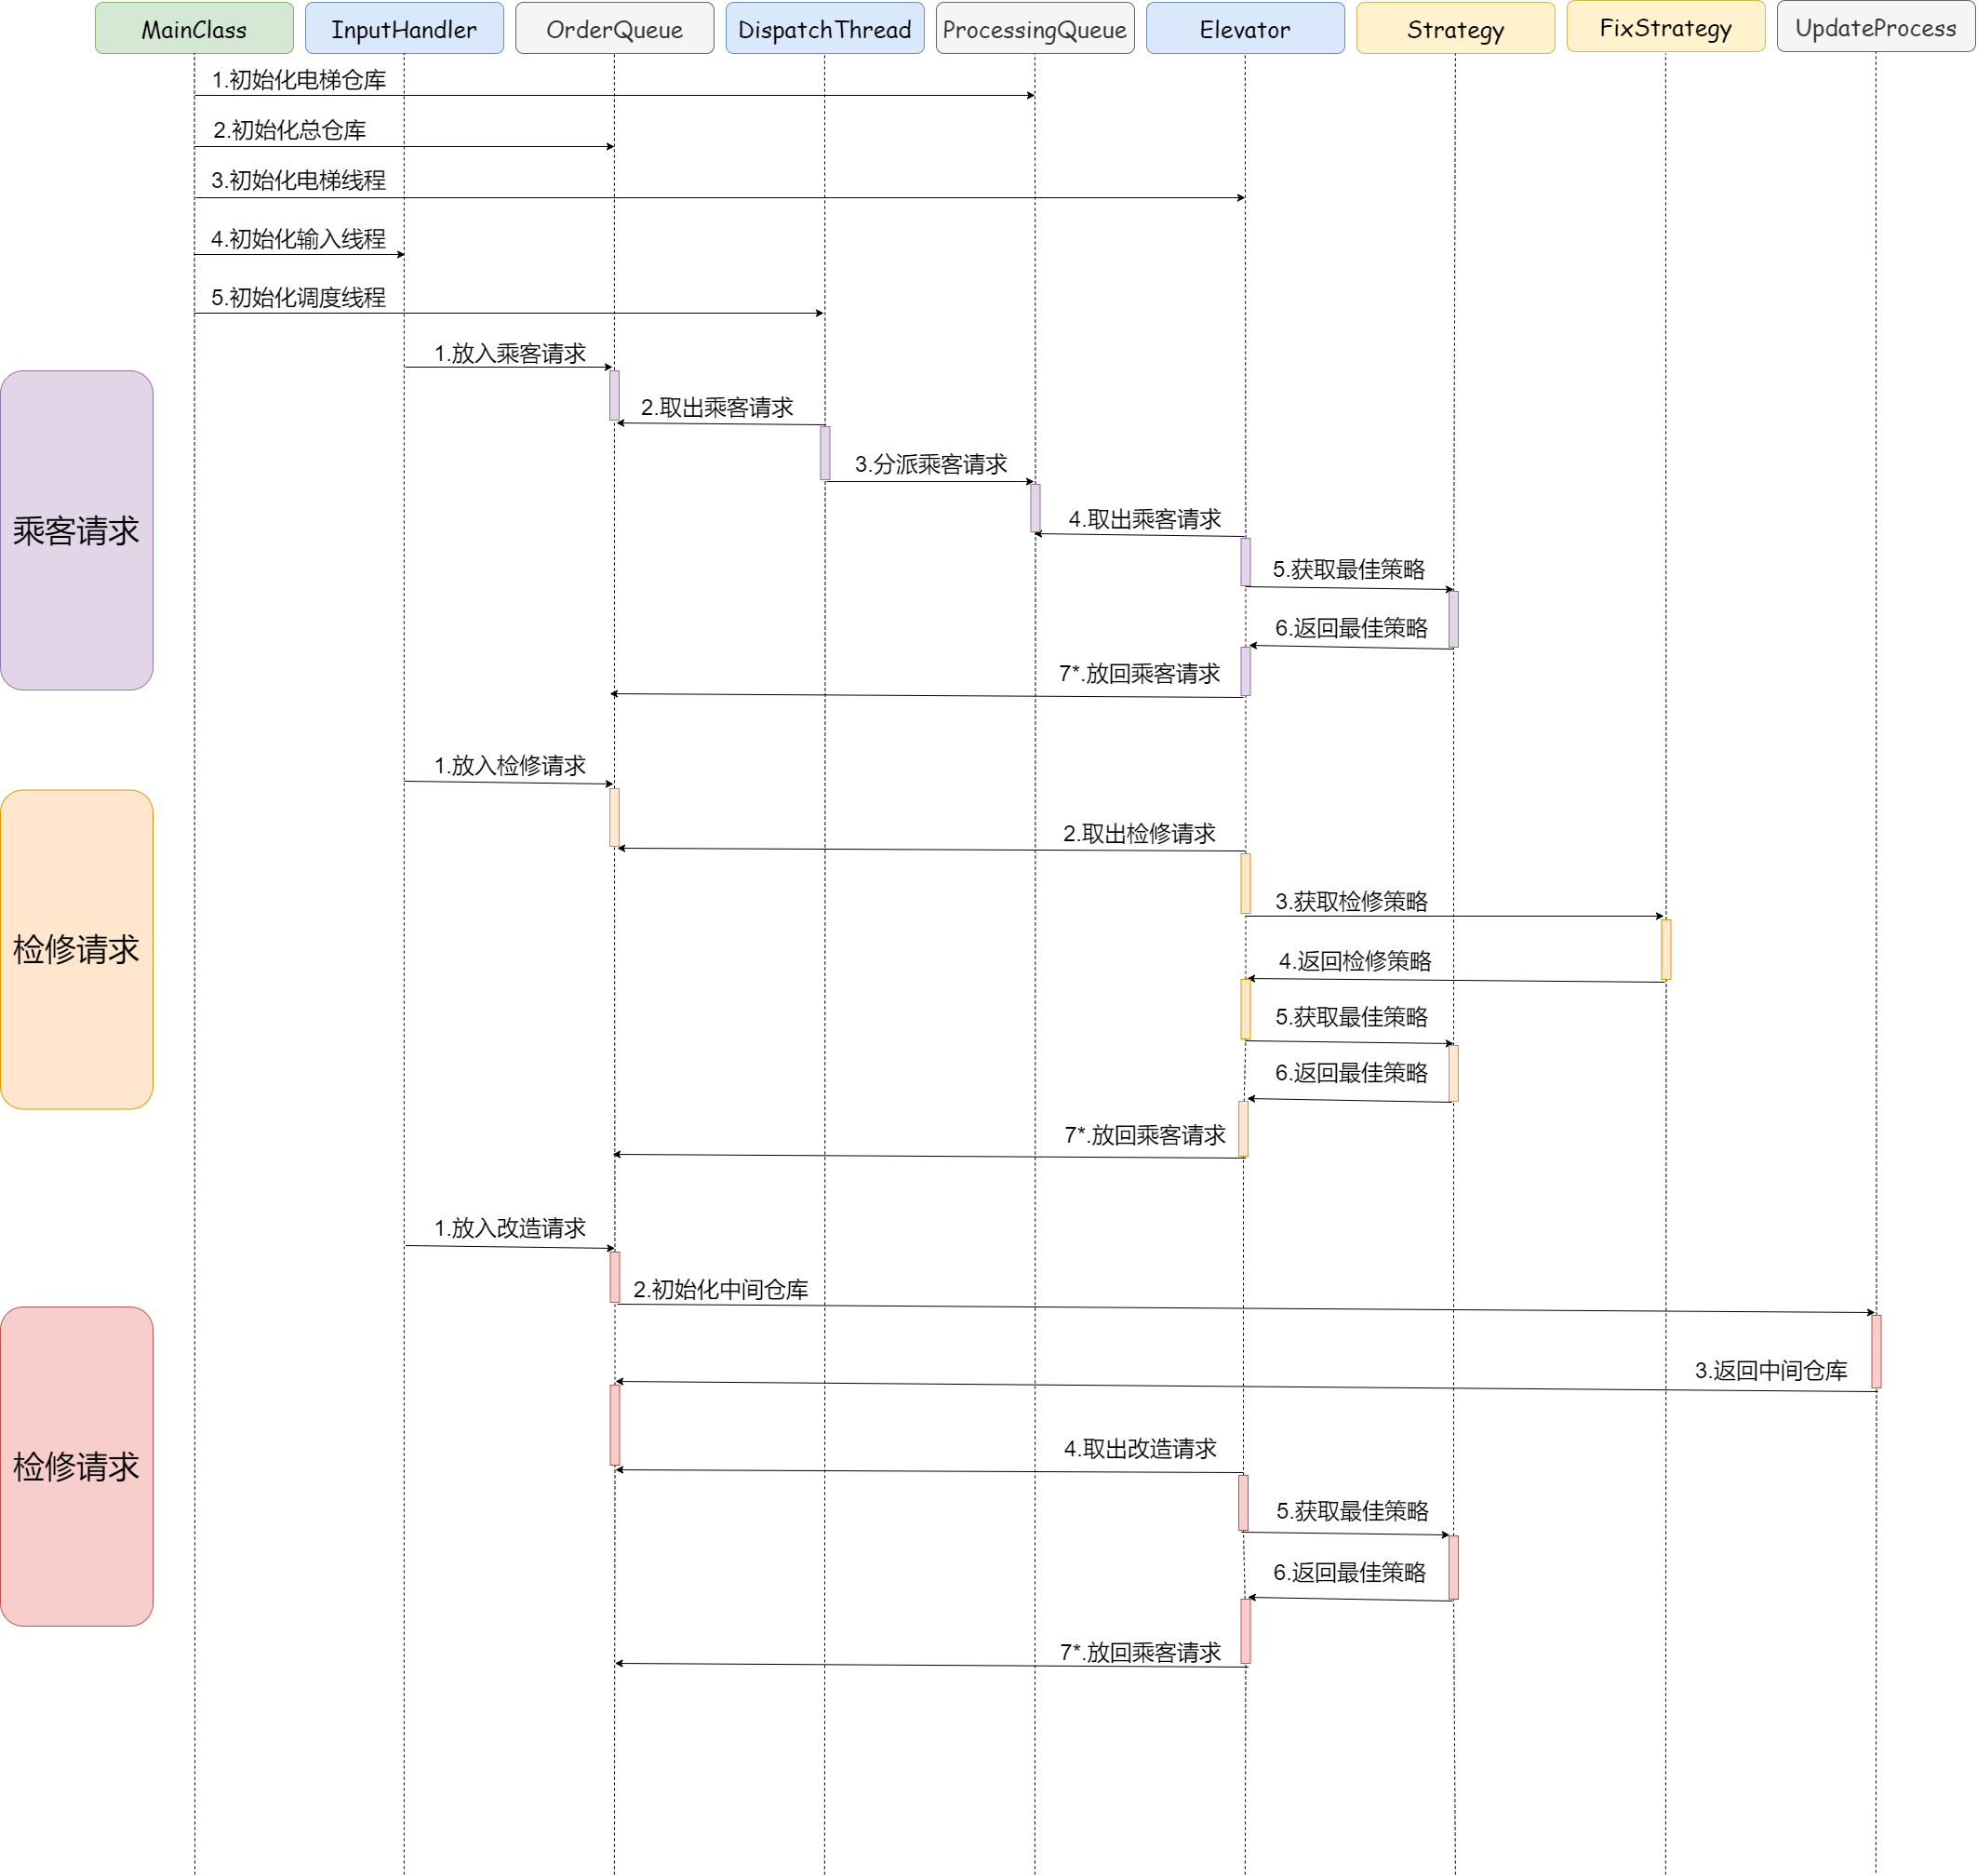 MainClass
InputHandler
OrderQueue
DispatchThread
ProcessingQueue
Elevator
Strategy
FixStrategy
UpdateProcess
1.初始化电梯仓库
2.初始化总仓库
3.初始化电梯线程
4.初始化输入线程
5.初始化调度线程
乘客请求
1.放入乘客请求
2.取出乘客请求
3.分派乘客请求
4.取出乘客请求
5.获取最佳策略
6.返回最佳策略
7*.放回乘客请求
检修请求
1.放入检修请求
2.取出检修请求
3.获取检修策略
4.返回检修策略
5.获取最佳策略
6.返回最佳策略
7*.放回乘客请求
检修请求
1.放入改造请求
2.初始化中间仓库
3.返回中间仓库
4.取出改造请求
5.获取最佳策略
6.返回最佳策略
7*.放回乘客请求